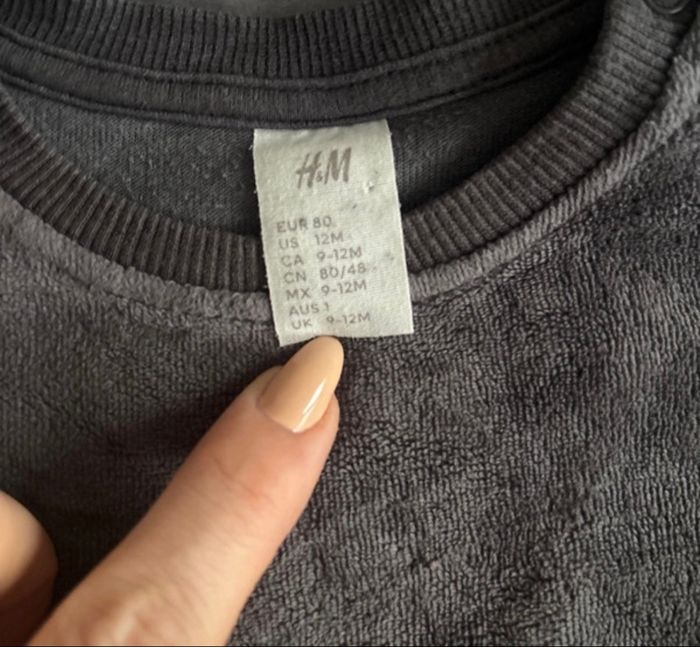 H&M
EUR 80
US 12M
CA 9-12M
CN 80/48
MX 9-12M
AUS 1
UK 9-12M